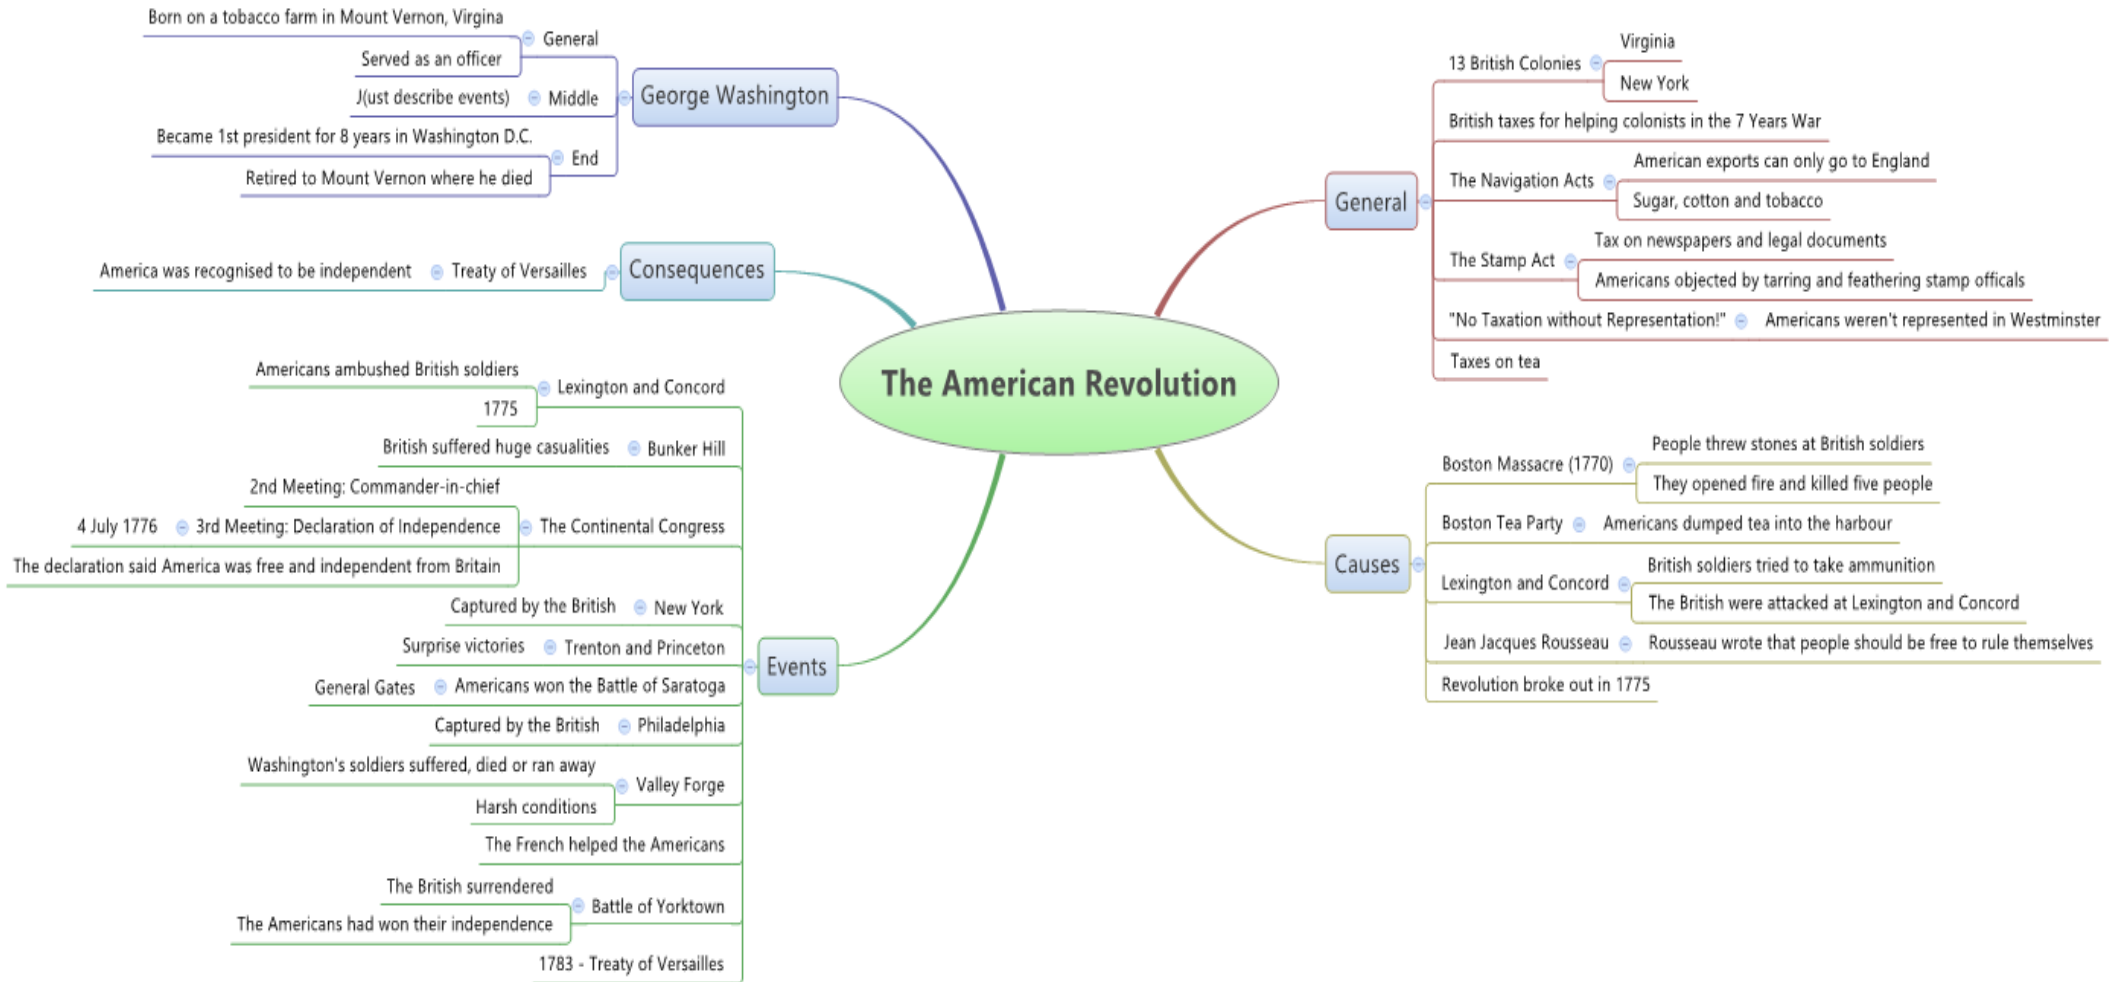 The American Revolution
George Washington
General
Born on a tobacco farm in Mount Vernon, Virgina
Served as an officer
Middle
J(ust describe events)
End
Became 1st president for 8 years in Washington D.C.
Retired to Mount Vernon where he died
Consequences
Treaty of Versailles
America was recognised to be independent
Events
Lexington and Concord
Americans ambushed British soldiers
1775
Bunker Hill
British suffered huge casualities
The Continental Congress
2nd Meeting: Commander-in-chief
3rd Meeting: Declaration of Independence
4 July 1776
The declaration said America was free and independent from Britain
New York
Captured by the British
Trenton and Princeton
Surprise victories
Americans won the Battle of Saratoga
General Gates
Philadelphia
Captured by the British
Valley Forge
Washington's soldiers suffered, died or ran away
Harsh conditions
The French helped the Americans
Battle of Yorktown
The British surrendered
The Americans had won their independence
1783 - Treaty of Versailles
General
13 British Colonies
Virginia
New York
British taxes for helping colonists in the 7 Years War
The Navigation Acts
American exports can only go to England
Sugar, cotton and tobacco
The Stamp Act
Tax on newspapers and legal documents
Americans objected by tarring and feathering stamp officals
"No Taxation without Representation!"
Americans weren't represented in Westminster
Taxes on tea
Causes
Boston Massacre (1770)
People threw stones at British soldiers
They opened fire and killed five people
Boston Tea Party
Americans dumped tea into the harbour
Lexington and Concord
British soldiers tried to take ammunition
The British were attacked at Lexington and Concord
Jean Jacques Rousseau
Rousseau wrote that people should be free to rule themselves
Revolution broke out in 1775